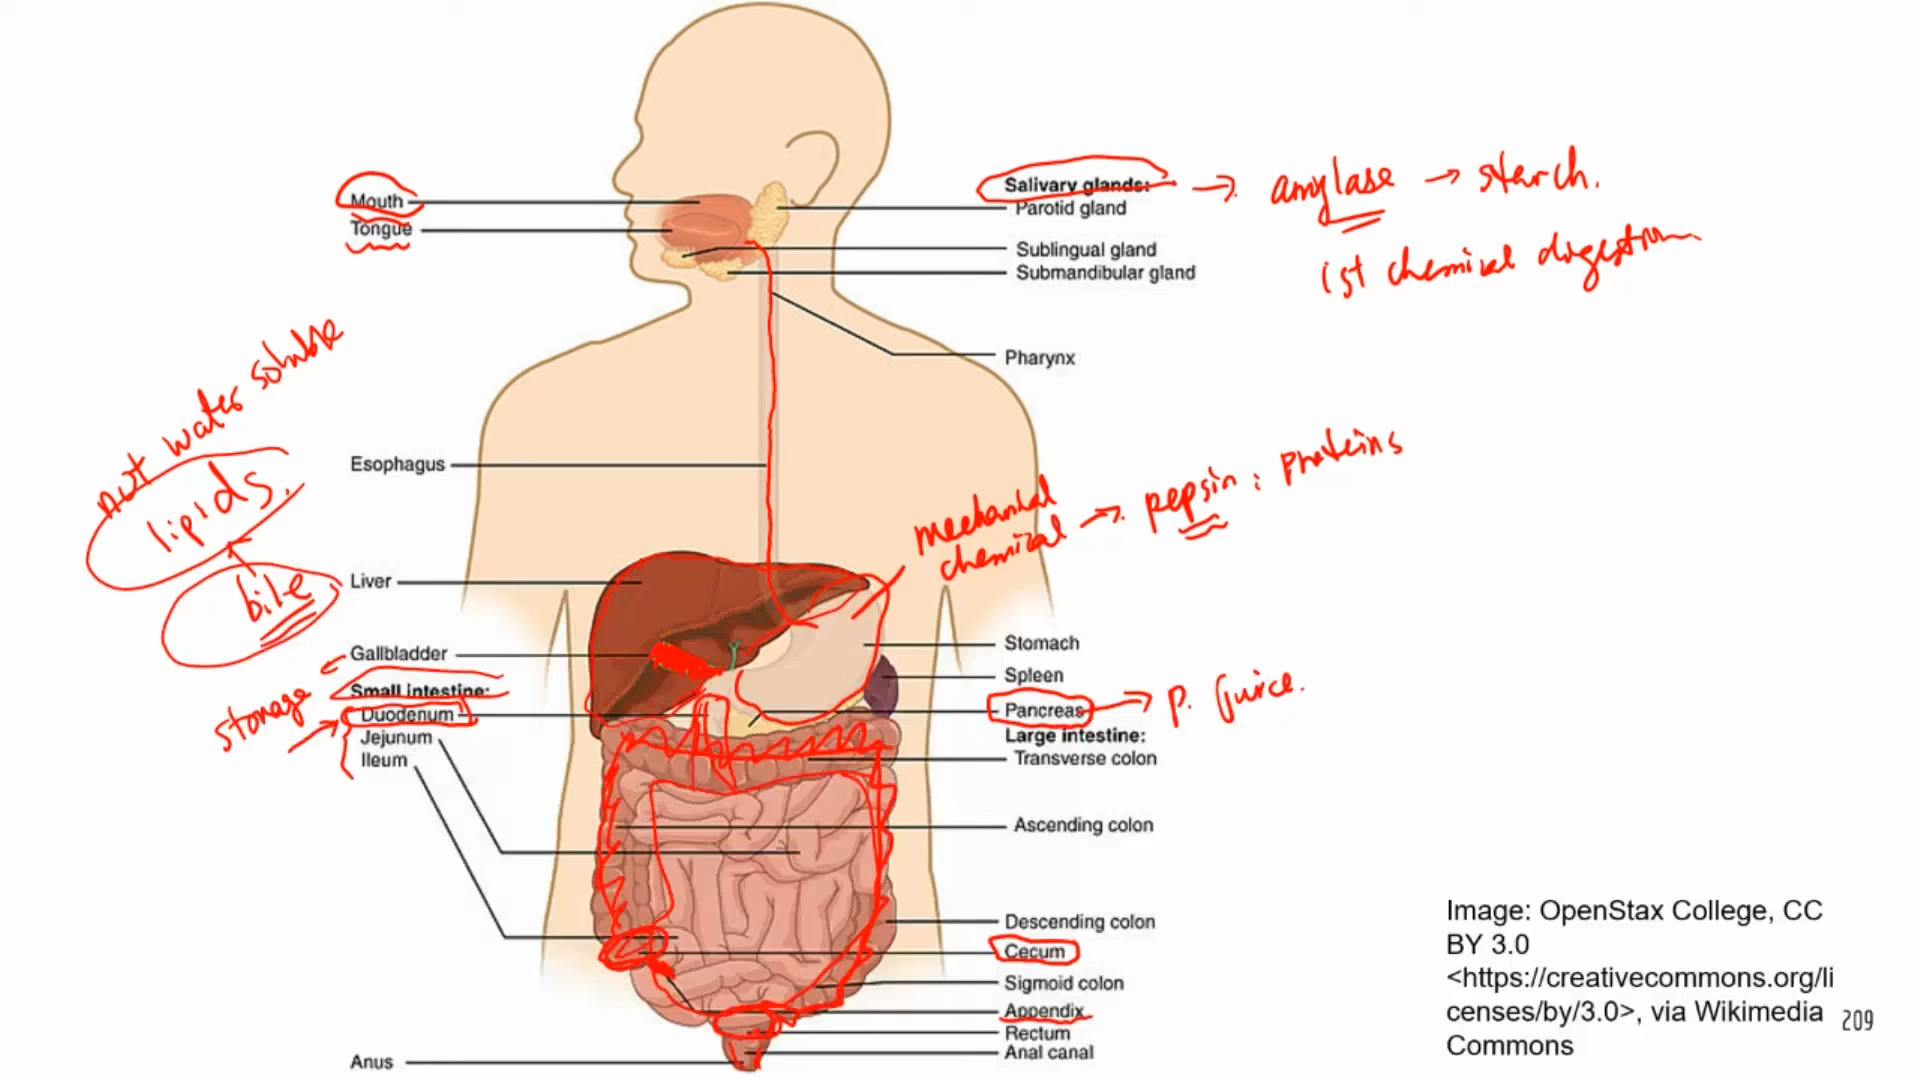 Mouth
Tongue
Salivary glands:
Parotid gland
Sublingual gland
Submandibular gland
Pharynx
→ amylase → starch.
1st chemical digestion
not water soluble
lipids.
bile
Esophagus
mechanical
chemical → pepsin : proteins
Liver
Gallbladder
storage
Small intestine:
Duodenum
Jejunum
Ileum
Stomach
Spleen
Pancreas → p. juice.
Large intestine:
Transverse colon
Ascending colon
Descending colon
Cecum
Sigmoid colon
Appendix
Rectum
Anal canal
Anus
Image: OpenStax College, CC
BY 3.0
<https://creativecommons.org/li
censes/by/3.0>, via Wikimedia
Commons
209